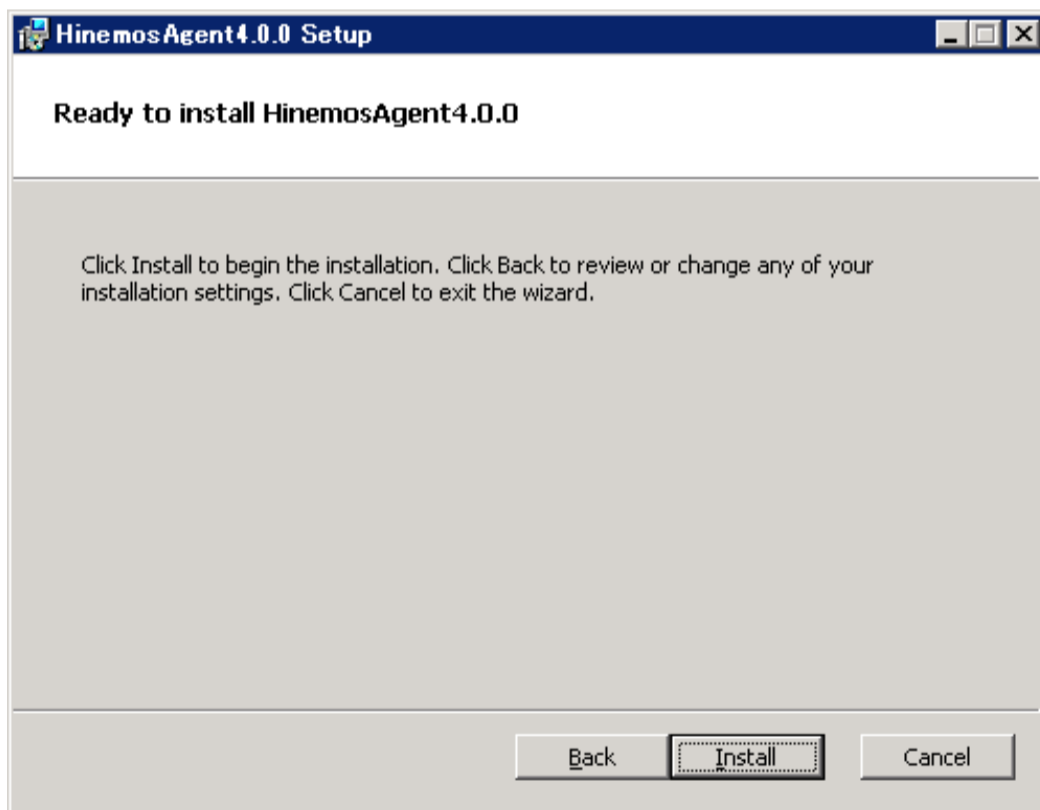 HinemosAgent4.0.0 Setup
Ready to install HinemosAgent4.0.0
Click Install to begin the installation. Click Back to review or change any of your
installation settings. Click Cancel to exit the wizard.
Back Install Cancel